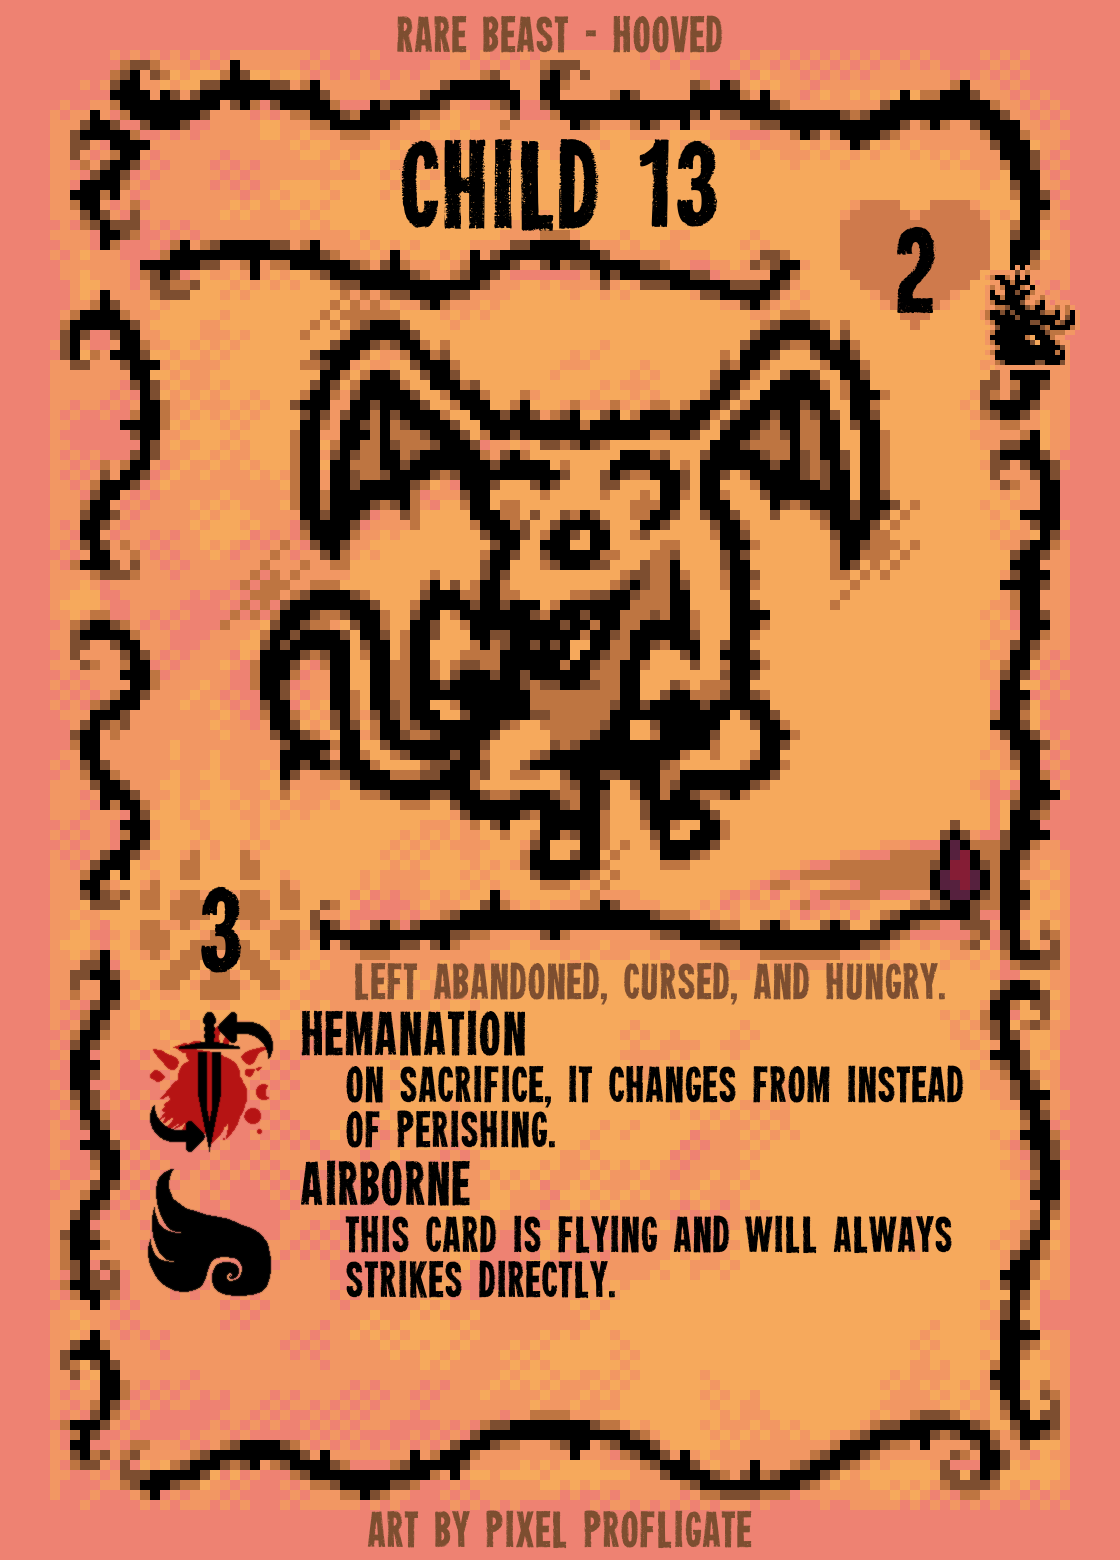 RARE BEAST - HOOVED
CHILD 13
2
3
LEFT ABANDONED, CURSED, AND HUNGRY.
HEMANATION
ON SACRIFICE, IT CHANGES FROM INSTEAD
OF PERISHING.
AIRBORNE
THIS CARD IS FLYING AND WILL ALWAYS
STRIKES DIRECTLY.
ART BY PIXEL PROFLIGATE